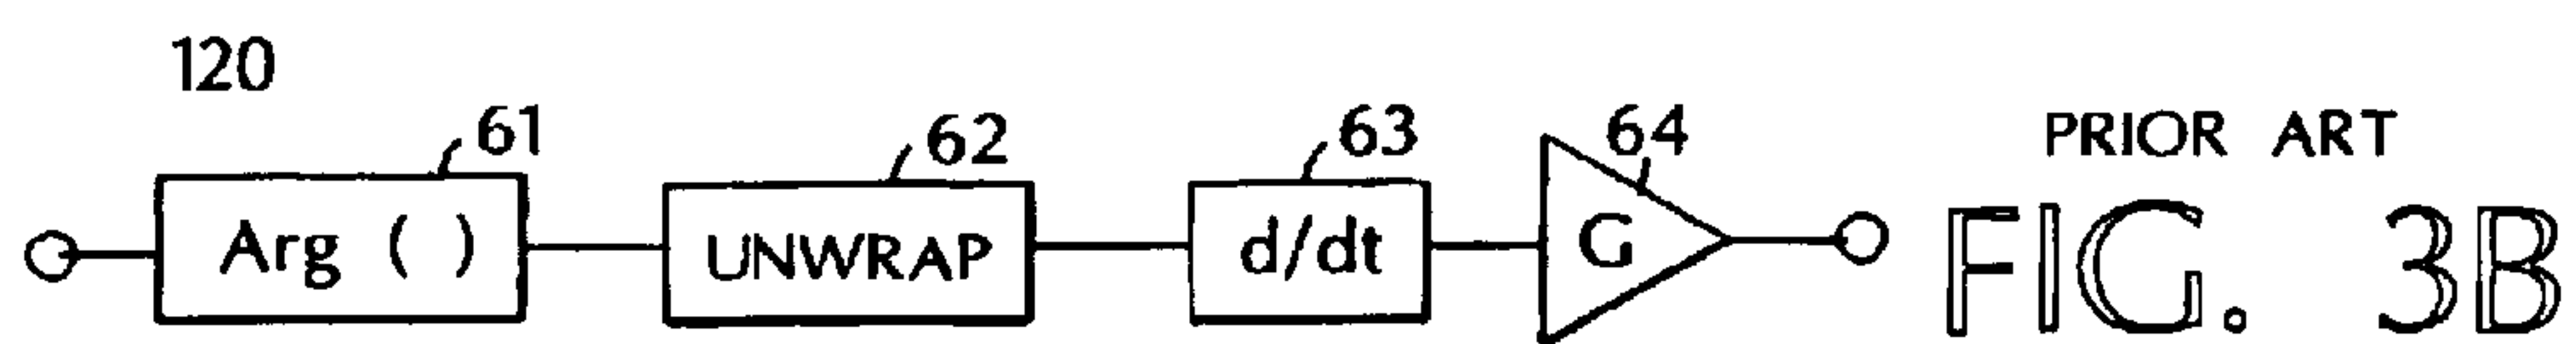 120
61
62
63
64
Arg ( )
UNWRAP
d/dt
G
PRIOR ART
FIG. 3B